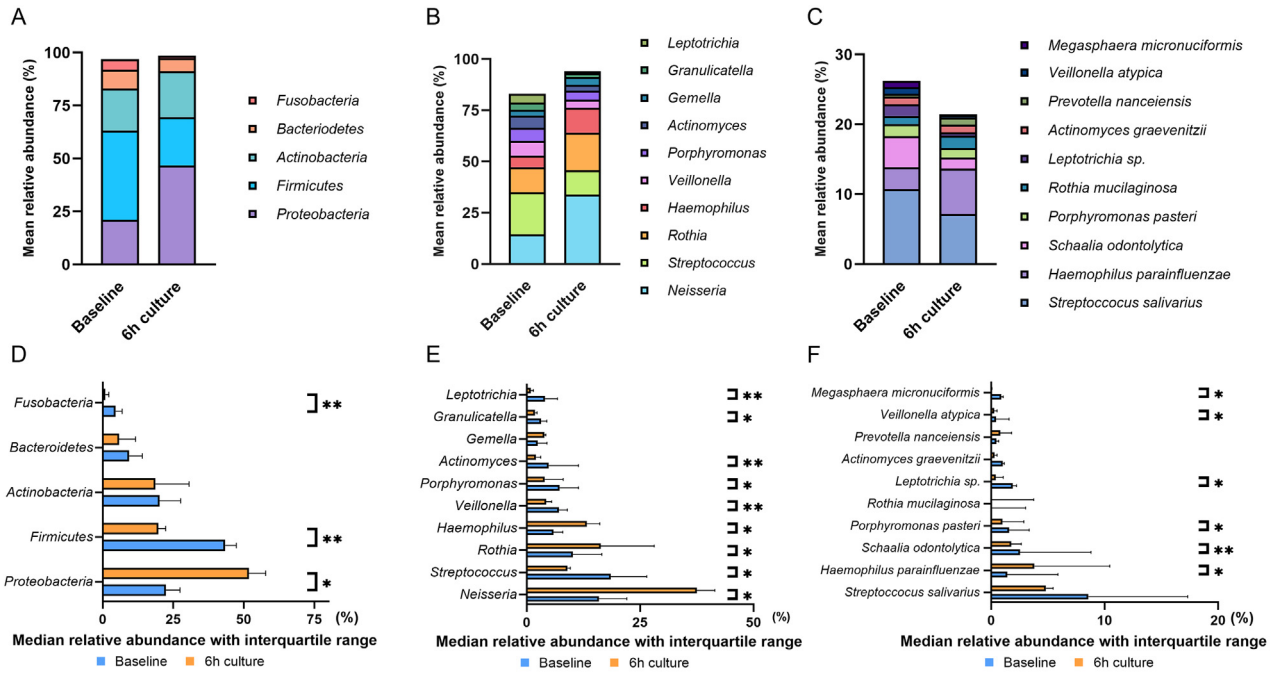 A
Mean relative abundance (%)
100
75
50
25
0
Baseline
6h culture
Fusobacteria
Bacteriodetes
Actinobacteria
Firmicutes
Proteobacteria
B
Mean relative abundance (%)
100
50
0
Baseline
6h culture
Leptotrichia
Granulicatella
Gemella
Actinomyces
Porphyromonas
Veillonella
Haemophilus
Rothia
Streptococcus
Neisseria
C
Mean relative abundance (%)
30
20
10
0
Baseline
6h culture
Megasphaera micronuciformis
Veillonella atypica
Prevotella nanceiensis
Actinomyces graevenitzii
Leptotrichia sp.
Rothia mucilaginosa
Porphyromonas pasteri
Schaalia odontolytica
Haemophilus parainfluenzae
Streptoccocus salivarius
D
Fusobacteria
**
Bacteroidetes
Actinobacteria
Firmicutes
**
Proteobacteria
*
0
25
50
75
(%)
Median relative abundance with interquartile range
Baseline
6h culture
E
Leptotrichia
**
Granulicatella
*
Gemella
Actinomyces
**
Porphyromonas
*
Veillonella
**
Haemophilus
*
Rothia
*
Streptococcus
*
Neisseria
*
0
25
50
(%)
Median relative abundance with interquartile range
Baseline
6h culture
F
Megasphaera micronuciformis
*
Veillonella atypica
*
Prevotella nanceiensis
Actinomyces graevenitzii
Leptotrichia sp.
*
Rothia mucilaginosa
Porphyromonas pasteri
*
Schaalia odontolytica
**
Haemophilus parainfluenzae
*
Streptoccocus salivarius
0
10
20
(%)
Median relative abundance with interquartile range
Baseline
6h culture